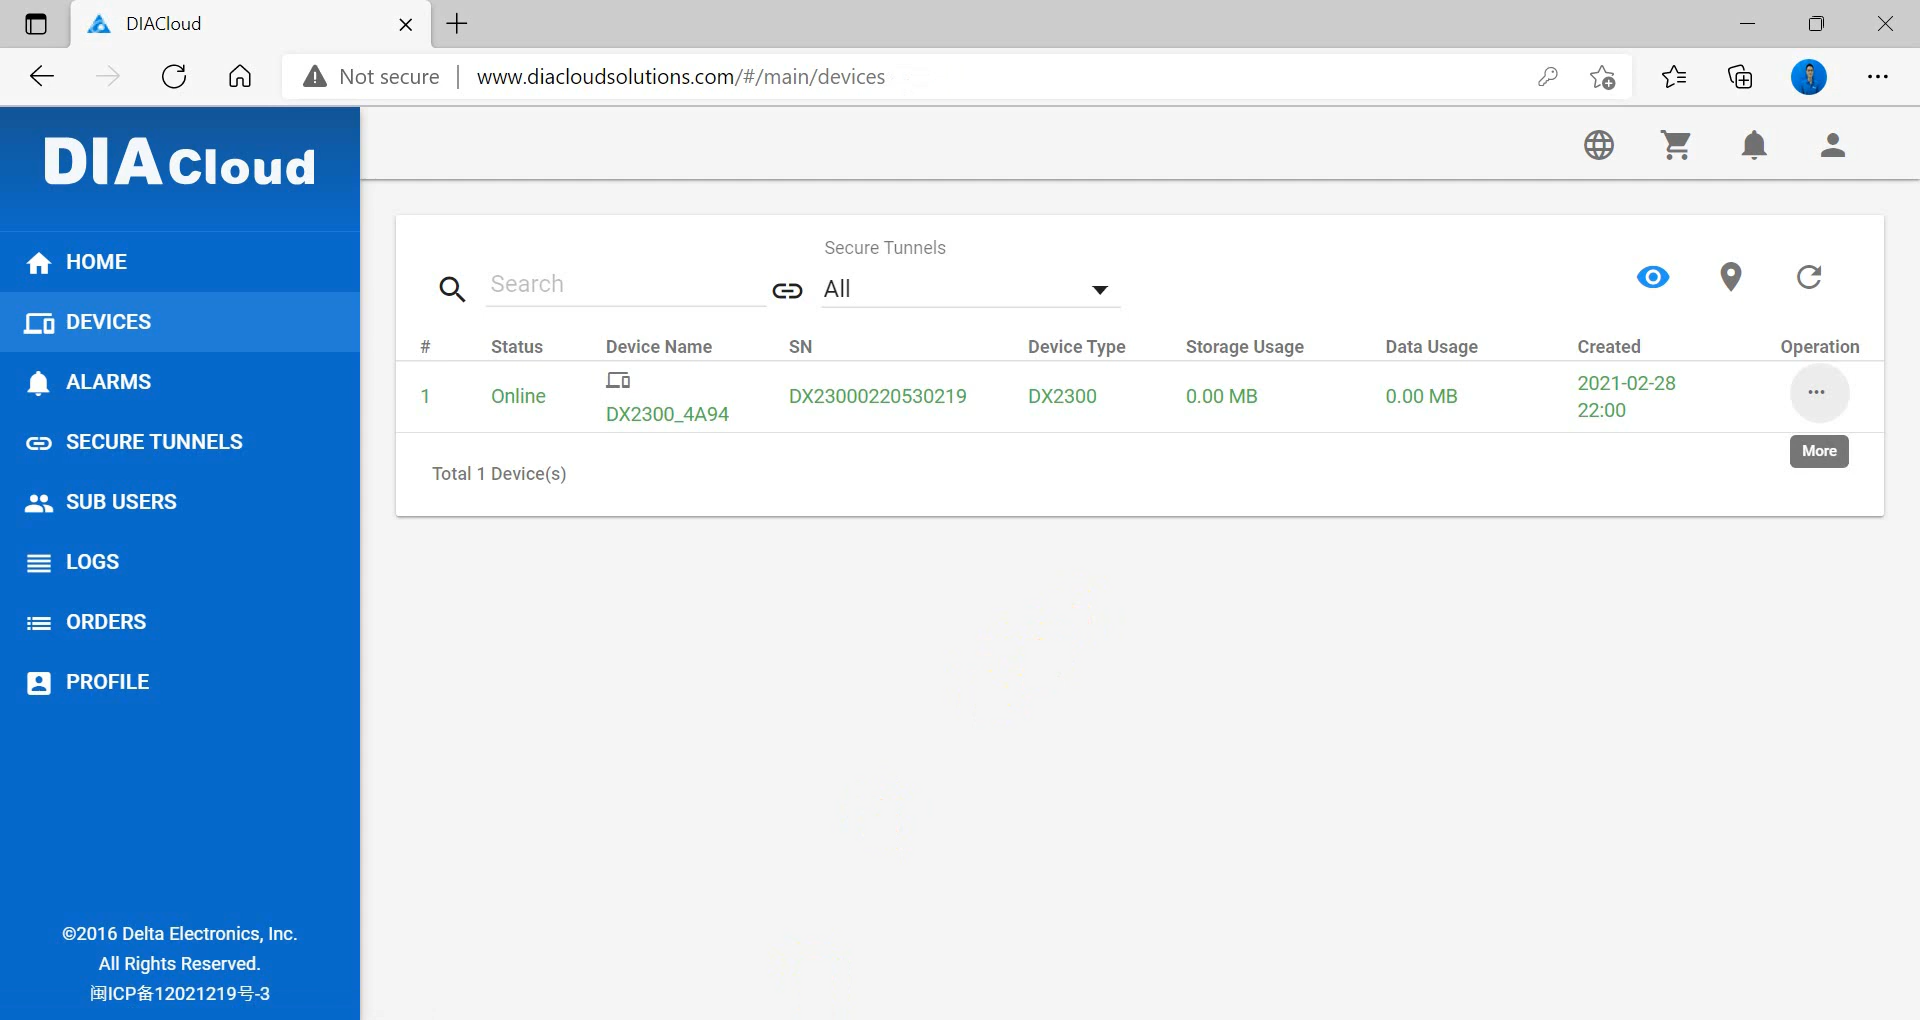 DIACloud
Not secure
www.diacloudsolutions.com/#/main/devices
DIACloud
HOME
DEVICES
ALARMS
SECURE TUNNELS
SUB USERS
LOGS
ORDERS
PROFILE
©2016 Delta Electronics, Inc.
All Rights Reserved.
闽ICP备12021219号-3
Secure Tunnels
Search
All
# Status Device Name SN Device Type Storage Usage Data Usage Created Operation
1 Online DX2300_4A94 DX23000220530219 DX2300 0.00 MB 0.00 MB 2021-02-28
22:00
More
Total 1 Device(s)